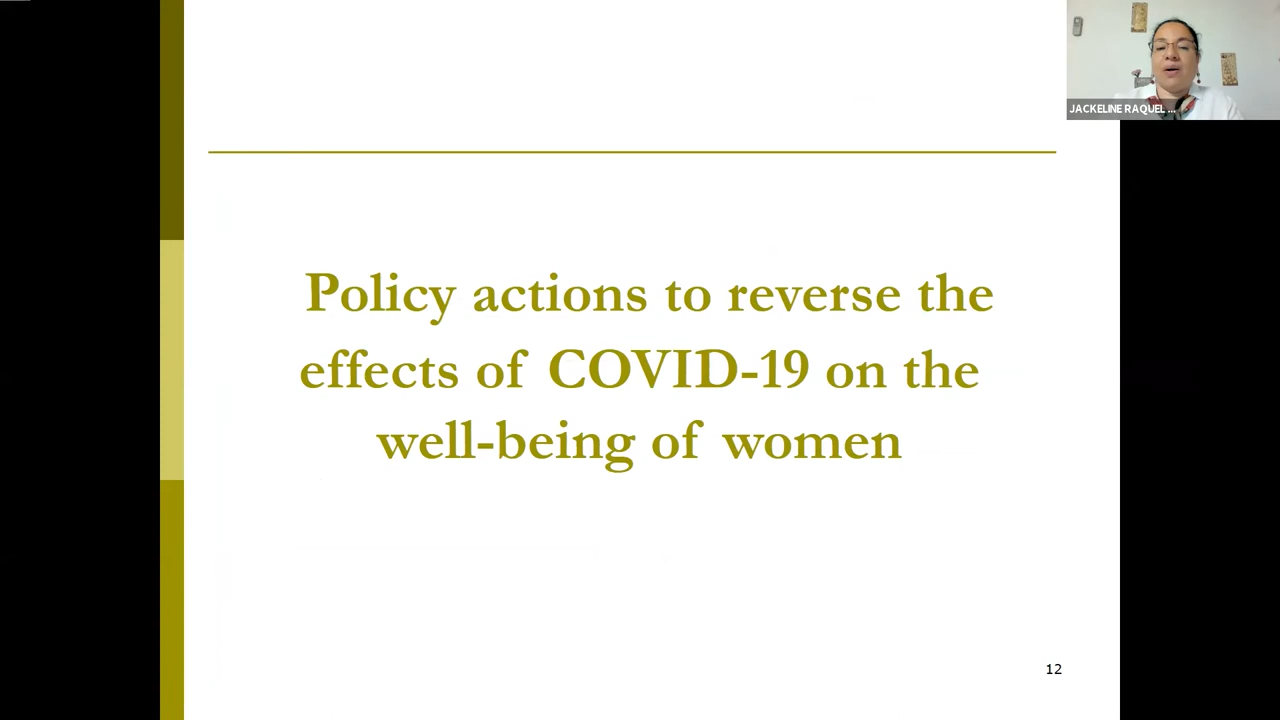 JACKELINE RAQUEL ...
Policy actions to reverse the
effects of COVID-19 on the
well-being of women
12